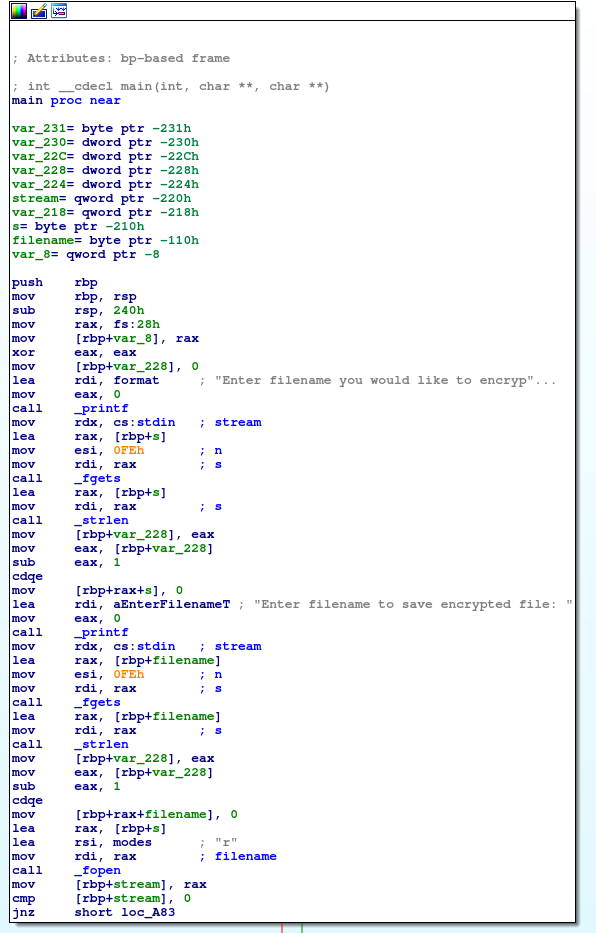 ; Attributes: bp-based frame
; int __cdecl main(int, char **, char **)
main proc near
var_231= byte ptr -231h
var_230= dword ptr -230h
var_22C= dword ptr -22Ch
var_228= dword ptr -228h
var_224= dword ptr -224h
stream= qword ptr -220h
var_218= qword ptr -218h
s= byte ptr -210h
filename= byte ptr -110h
var_8= qword ptr -8
push rbp
mov rbp, rsp
sub rsp, 240h
mov rax, fs:28h
mov [rbp+var_8], rax
xor eax, eax
mov [rbp+var_228], 0
lea rdi, format ; "Enter filename you would like to encryp"...
mov eax, 0
call _printf
mov rdx, cs:stdin ; stream
lea rax, [rbp+s]
mov esi, 0FEh ; n
mov rdi, rax ; s
call _fgets
lea rax, [rbp+s]
mov rdi, rax ; s
call _strlen
mov [rbp+var_228], eax
mov eax, [rbp+var_228]
sub eax, 1
cdqe
mov [rbp+rax+s], 0
lea rdi, aEnterFilenameT ; "Enter filename to save encrypted file: "
mov eax, 0
call _printf
mov rdx, cs:stdin ; stream
lea rax, [rbp+filename]
mov esi, 0FEh ; n
mov rdi, rax ; s
call _fgets
lea rax, [rbp+filename]
mov rdi, rax ; s
call _strlen
mov [rbp+var_228], eax
mov eax, [rbp+var_228]
sub eax, 1
cdqe
mov [rbp+rax+filename], 0
lea rax, [rbp+s]
lea rsi, modes ; "r"
mov rdi, rax ; filename
call _fopen
mov [rbp+stream], rax
cmp [rbp+stream], 0
jnz short loc_A83